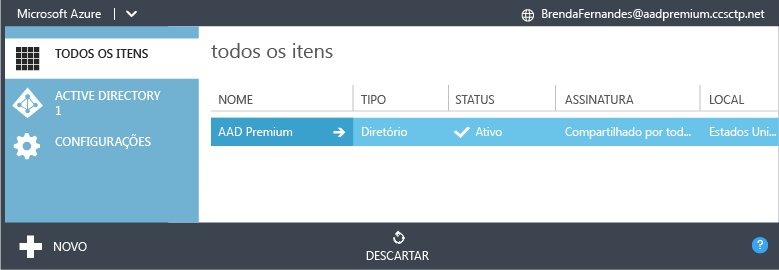 Microsoft Azure
BrendaFernandes@aadpremium.ccsctp.net
TODOS OS ITENS
ACTIVE DIRECTORY
1
CONFIGURAÇÕES
todos os itens
NOME TIPO STATUS ASSINATURA LOCAL
AAD Premium Diretório Ativo Compartilhado por tod... Estados Uni...
NOVO
DESCARTAR
?